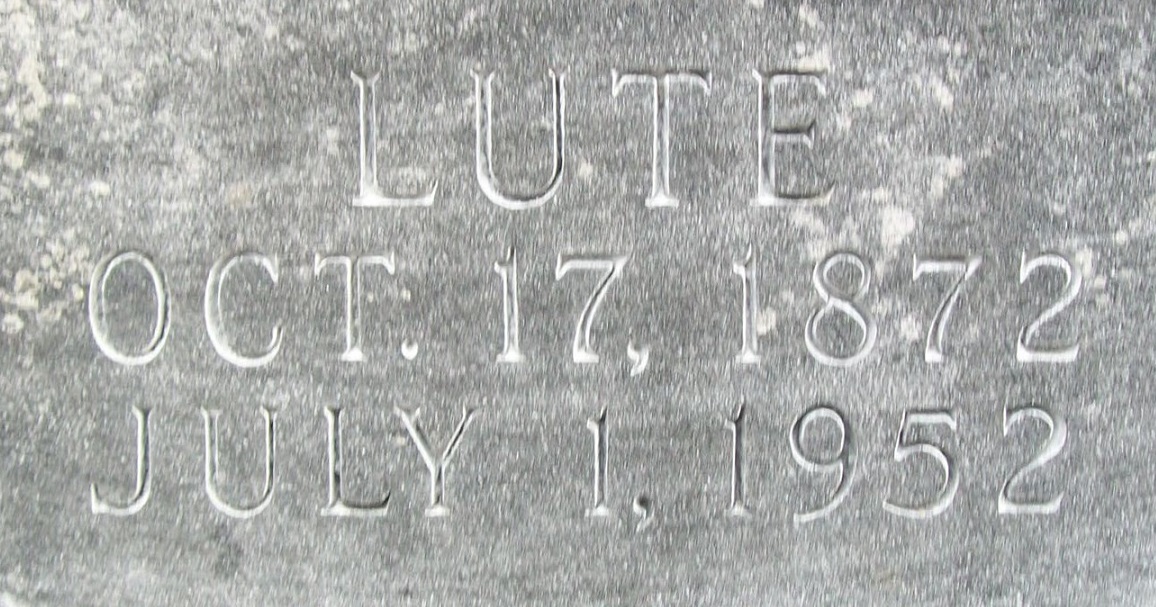 LUTE
OCT. 17, 1872
JULY 1, 1952